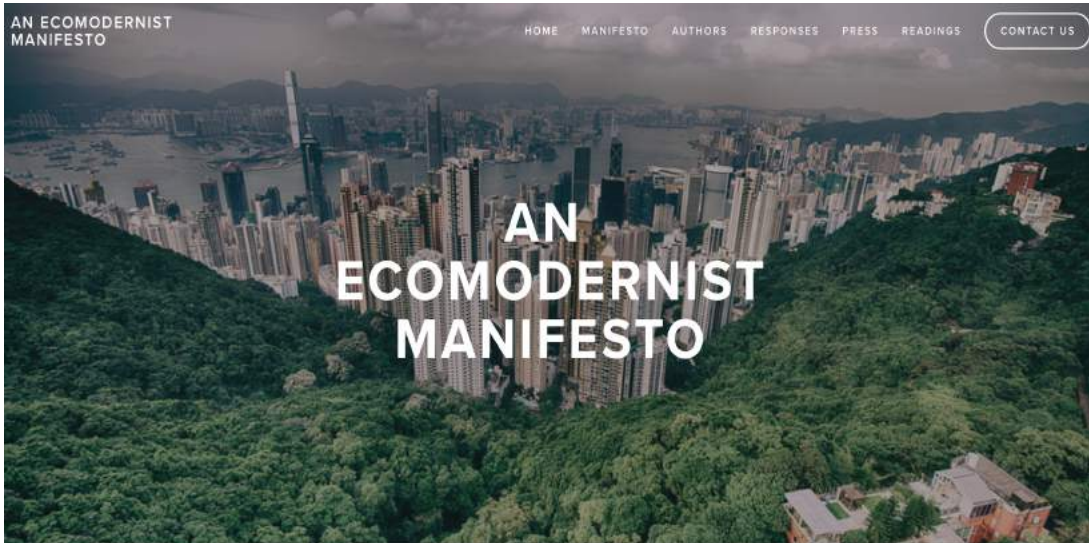 AN ECOMODERNIST
MANIFESTO
HOME MANIFESTO AUTHORS RESPONSES PRESS READINGS CONTACT US
AN
ECOMODERNIST
MANIFESTO